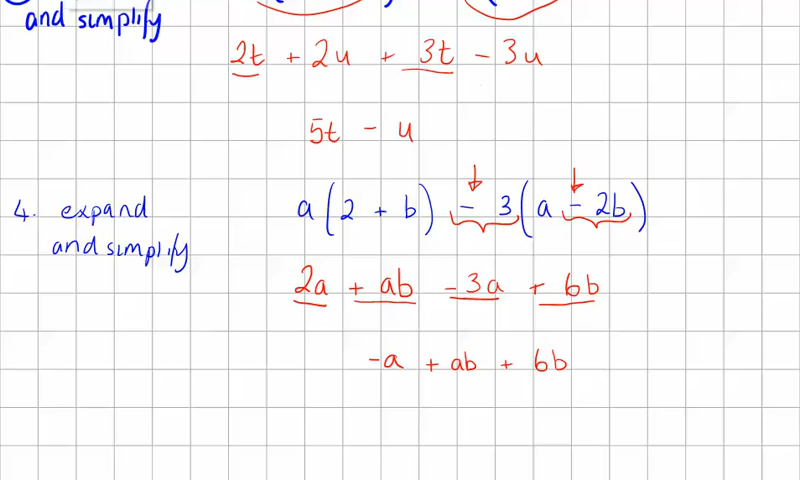 and simplify
2t + 2u + 3t - 3u
5t - u
4. expand a(2 + b) - 3(a - 2b)
and simplify
2a + ab - 3a + 6b
-a + ab + 6b